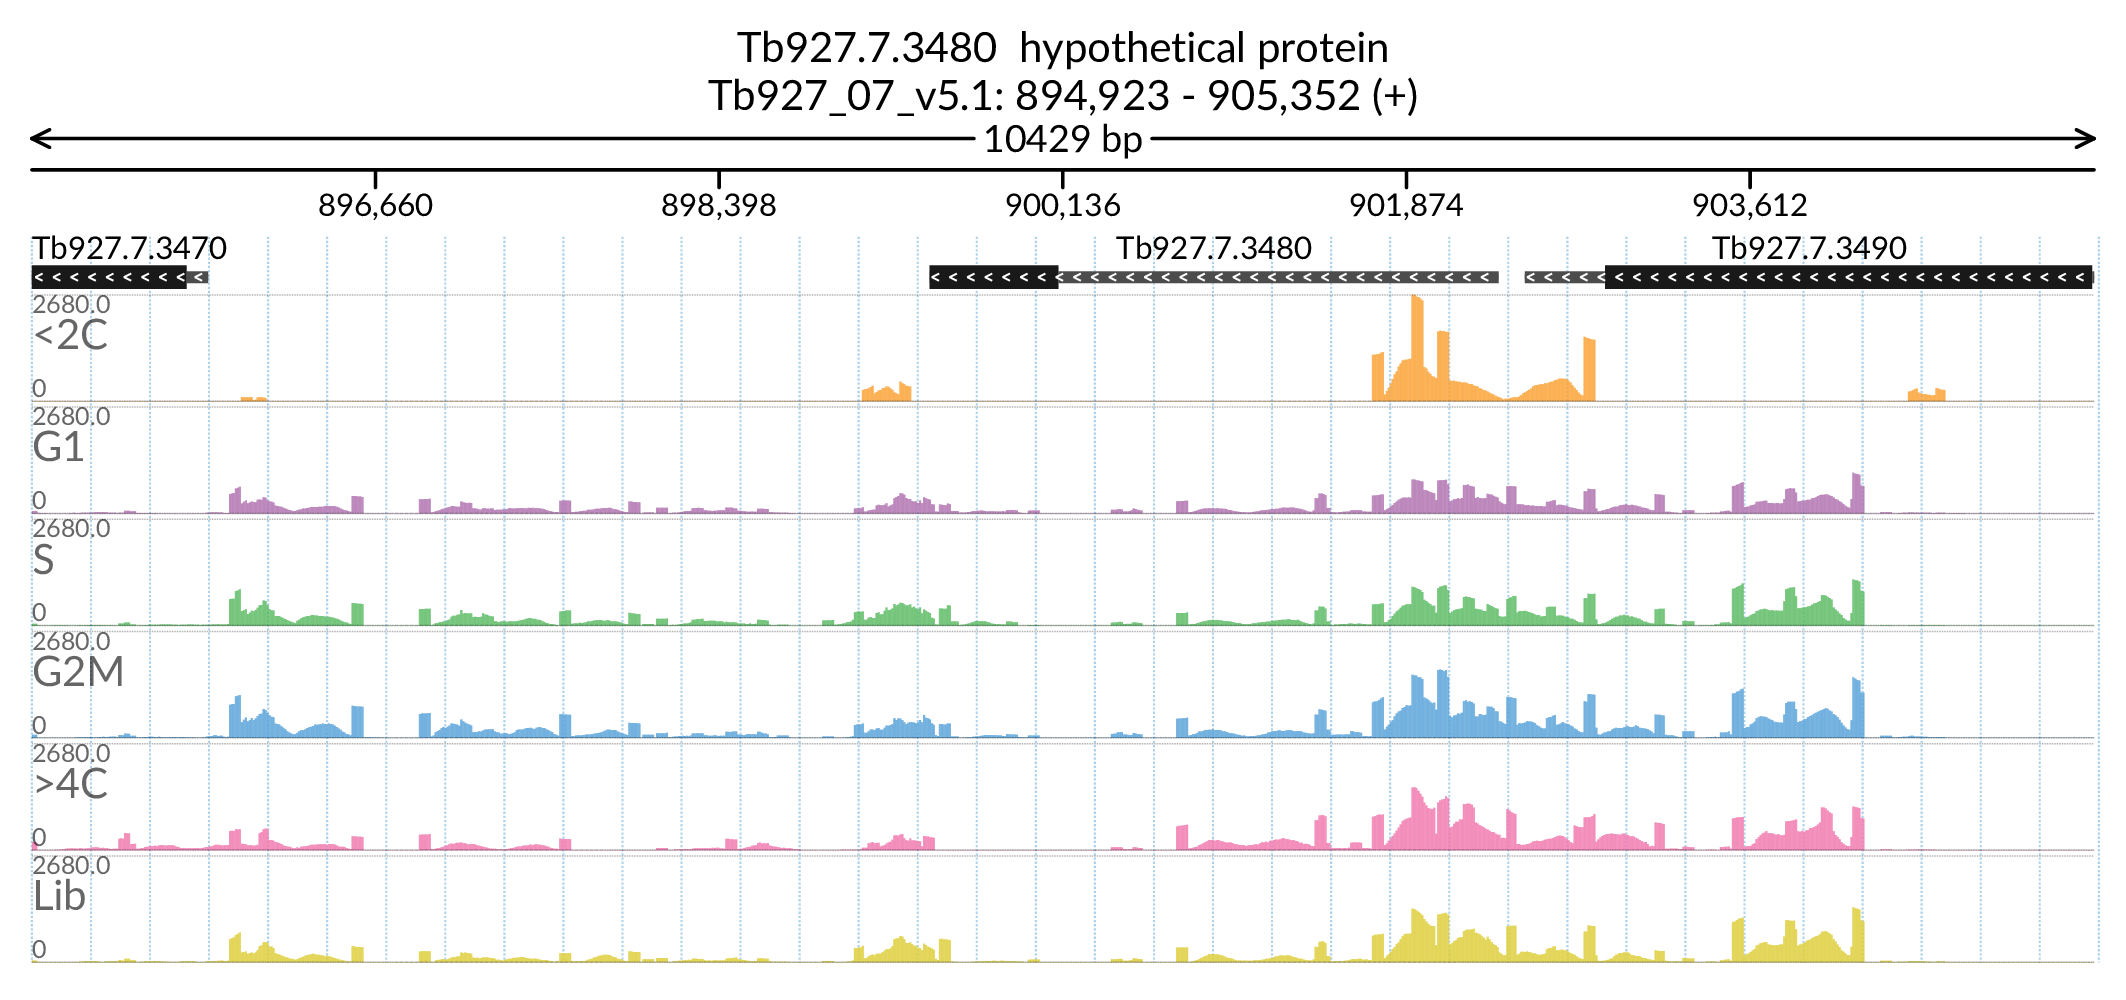 Tb927.7.3480 hypothetical protein
Tb927_07_v5.1: 894,923 - 905,352 (+)
10429 bp
896,660 898,398 900,136 901,874 903,612
Tb927.7.3470 Tb927.7.3480 Tb927.7.3490
2680.0
<2C
0
2680.0
G1
0
2680.0
S
0
2680.0
G2M
0
2680.0
>4C
0
2680.0
Lib
0